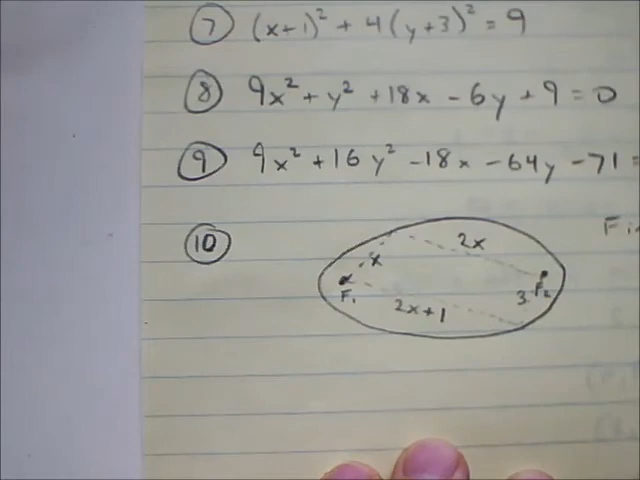 7 (x+1)² + 4(y+3)² = 9
8 9x² + y² + 18x - 6y + 9 = 0
9 9x² + 16y² - 18x - 64y - 71 =
10
2x
x
F₁
F₂
3
2x+1